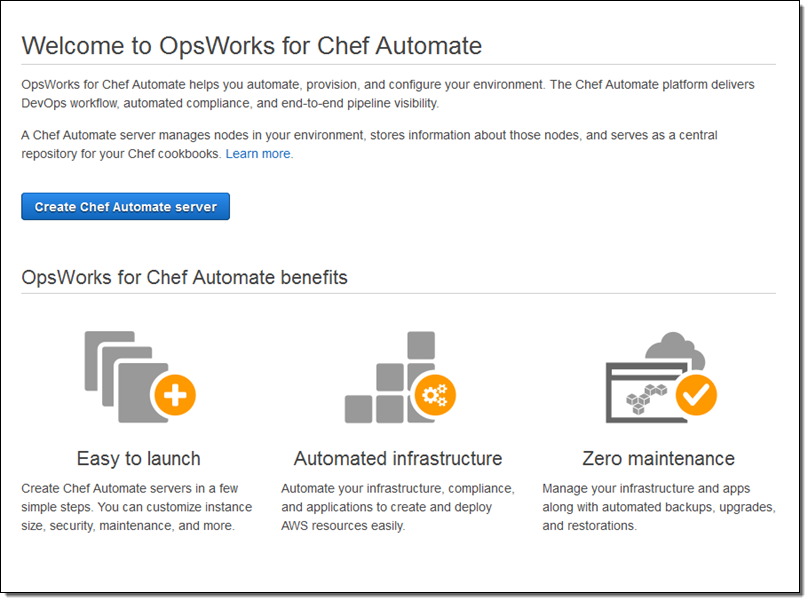 Welcome to OpsWorks for Chef Automate
OpsWorks for Chef Automate helps you automate, provision, and configure your environment. The Chef Automate platform delivers
DevOps workflow, automated compliance, and end-to-end pipeline visibility.
A Chef Automate server manages nodes in your environment, stores information about those nodes, and serves as a central
repository for your Chef cookbooks. Learn more.
Create Chef Automate server
OpsWorks for Chef Automate benefits
Easy to launch
Create Chef Automate servers in a few
simple steps. You can customize instance
size, security, maintenance, and more.
Automated infrastructure
Automate your infrastructure, compliance,
and applications to create and deploy
AWS resources easily.
Zero maintenance
Manage your infrastructure and apps
along with automated backups, upgrades,
and restorations.